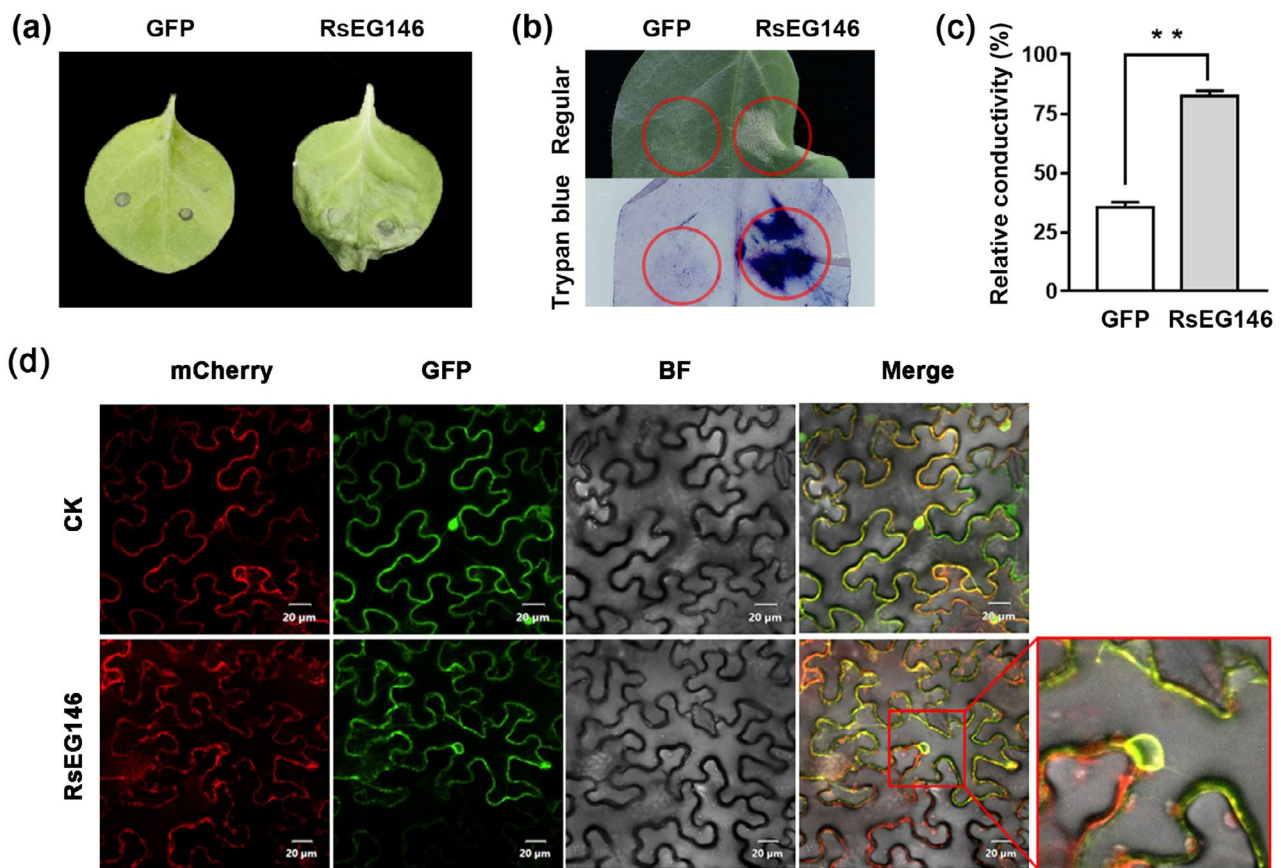 (a)
GFP RsEG146
(b)
GFP RsEG146
Regular
Trypan blue
(c)
Relative conductivity (%)
100
75
50
25
0
* *
GFP RsEG146
(d)
mCherry GFP BF Merge
CK
20 µm 20 µm 20 µm 20 µm
RsEG146
20 µm 20 µm 20 µm 20 µm